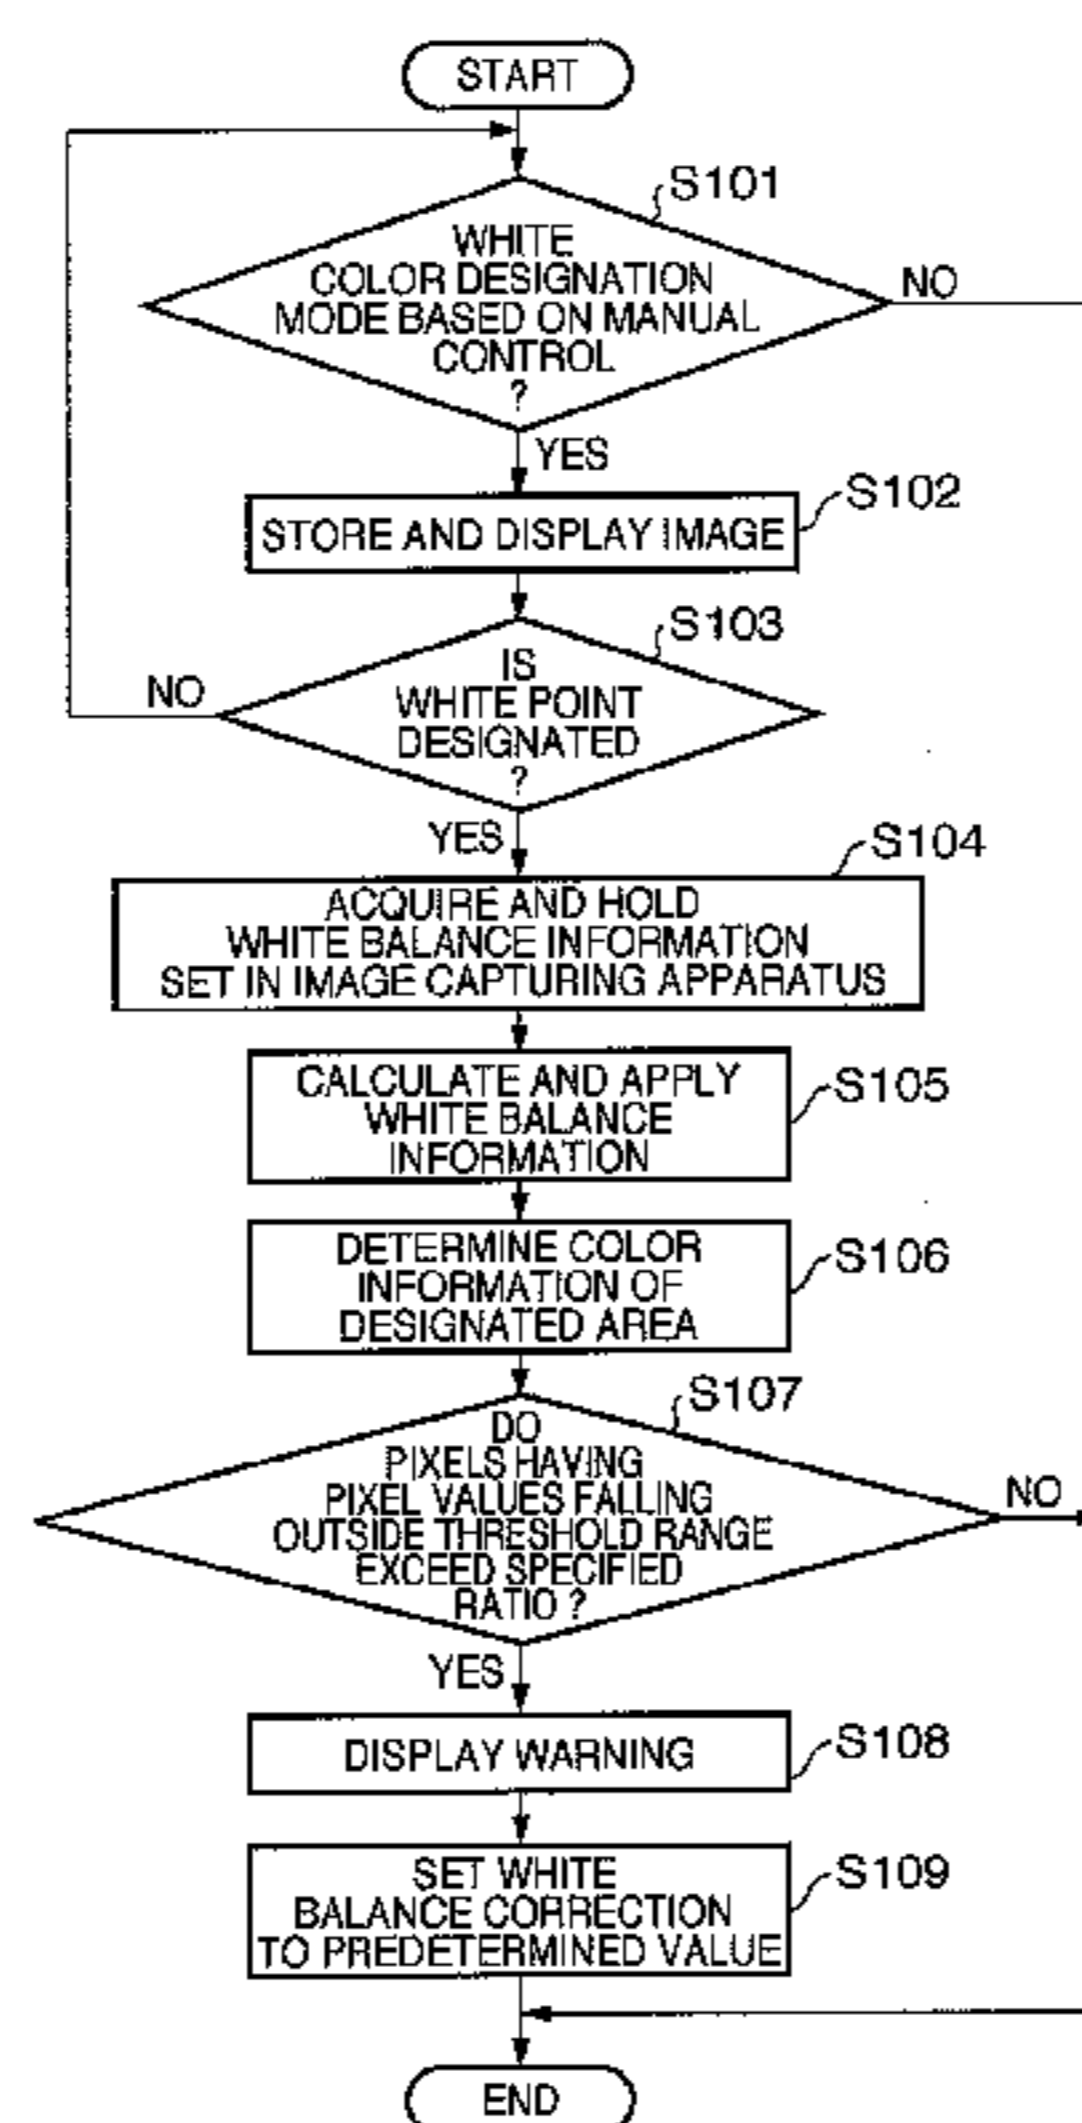 START
S101
WHITE
COLOR DESIGNATION
MODE BASED ON MANUAL
CONTROL
?
NO
YES
S102
STORE AND DISPLAY IMAGE
S103
IS
WHITE POINT
DESIGNATED
?
NO
YES
S104
ACQUIRE AND HOLD
WHITE BALANCE INFORMATION
SET IN IMAGE CAPTURING APPARATUS
S105
CALCULATE AND APPLY
WHITE BALANCE
INFORMATION
S106
DETERMINE COLOR
INFORMATION OF
DESIGNATED AREA
S107
DO
PIXELS HAVING
PIXEL VALUES FALLING
OUTSIDE THRESHOLD RANGE
EXCEED SPECIFIED
RATIO ?
NO
YES
S108
DISPLAY WARNING
S109
SET WHITE
BALANCE CORRECTION
TO PREDETERMINED VALUE
END